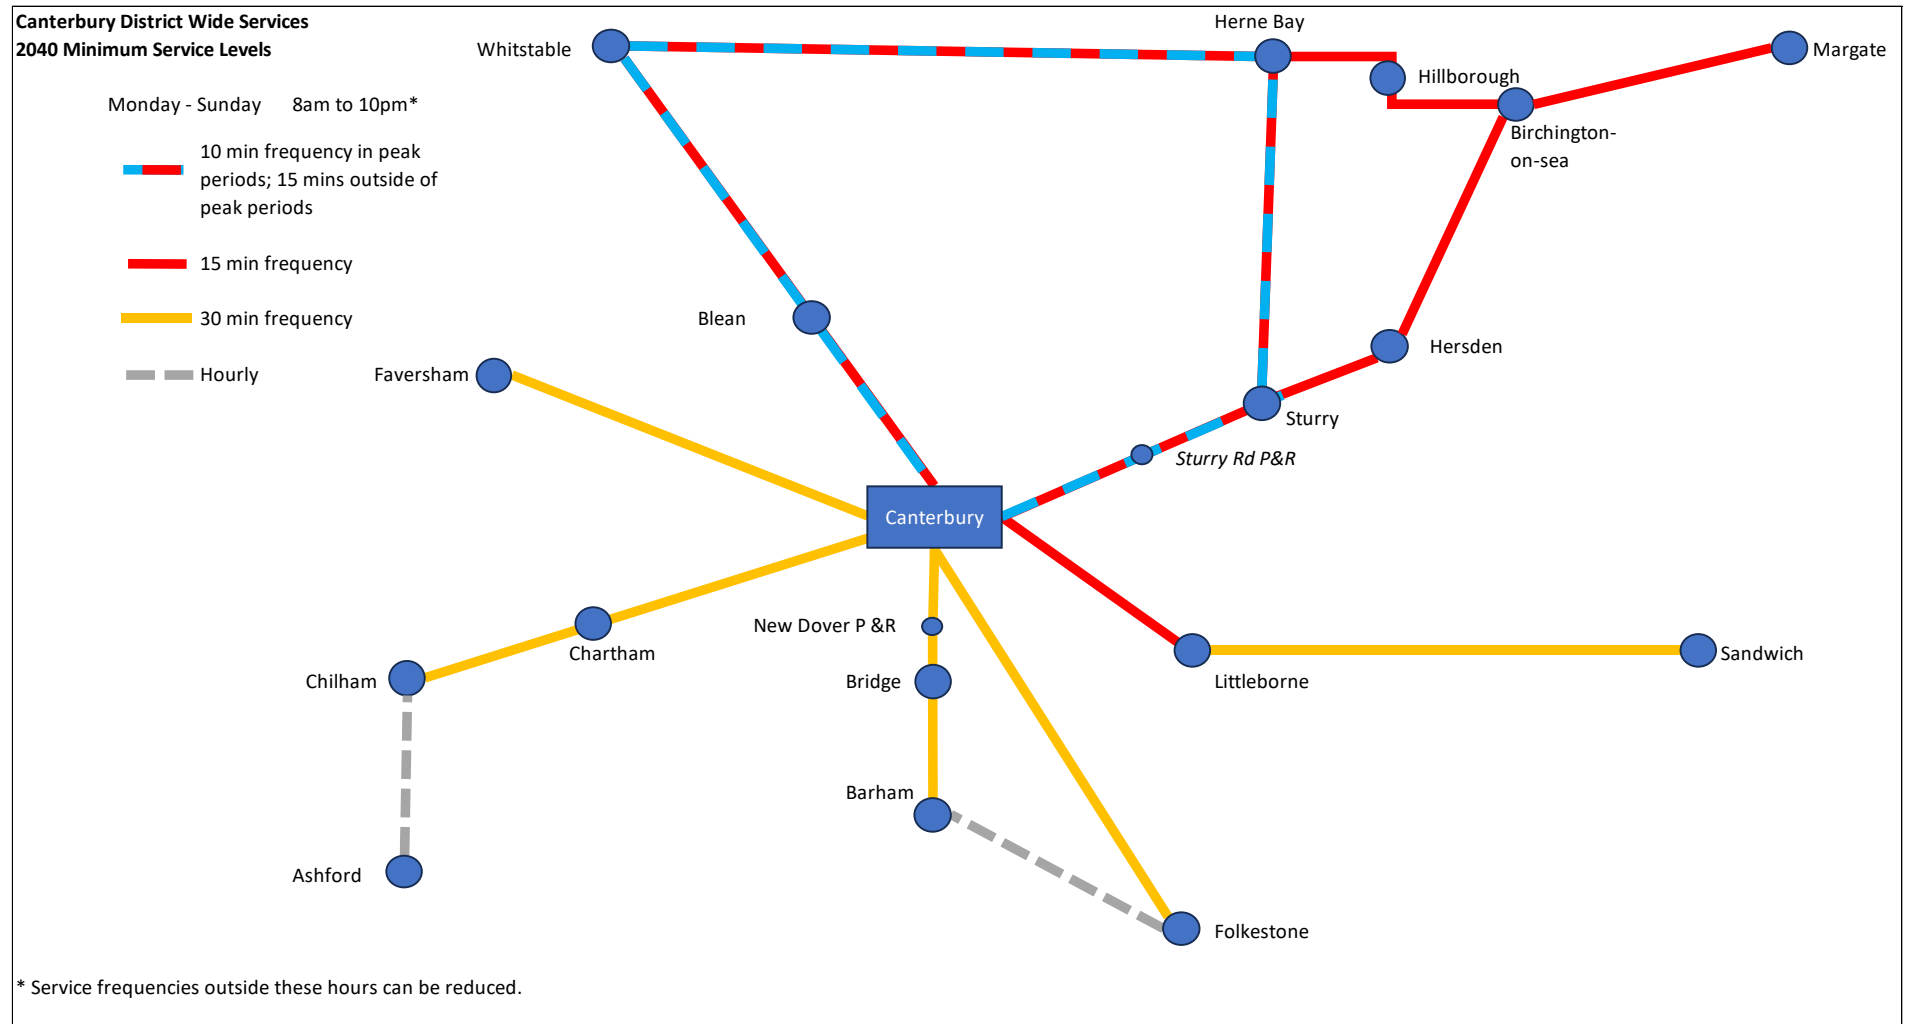 Canterbury District Wide Services
2040 Minimum Service Levels
Monday - Sunday 8am to 10pm*
10 min frequency in peak
periods; 15 mins outside of
peak periods
15 min frequency
30 min frequency
Hourly
Whitstable
Herne Bay
Hillborough
Margate
Birchington-
on-sea
Blean
Faversham
Hersden
Sturry
Sturry Rd P&R
Canterbury
New Dover P &R
Chartham
Chilham
Bridge
Littleborne
Sandwich
Barham
Ashford
Folkestone
* Service frequencies outside these hours can be reduced.